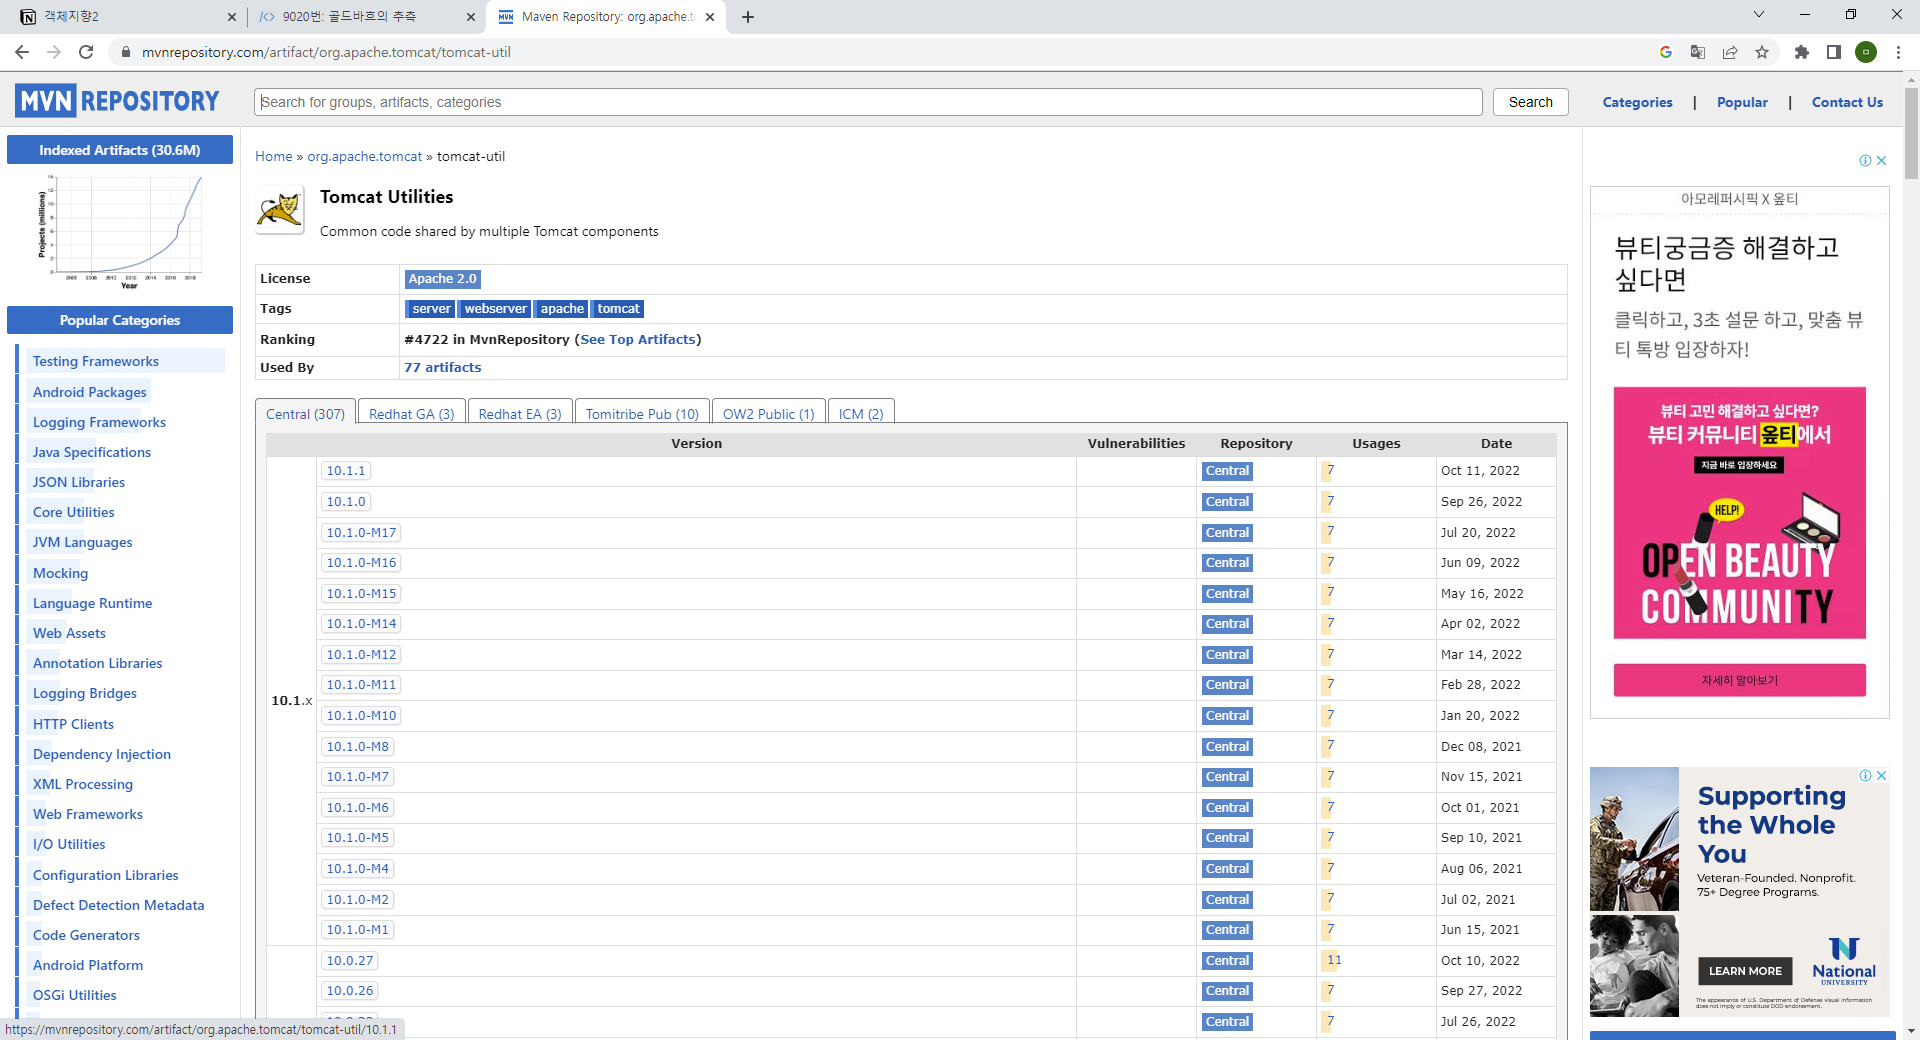 객체지향2
9020번: 골드바흐의 추측
Maven Repository: org.apache.to
mvnrepository.com/artifact/org.apache.tomcat/tomcat-util
MVN REPOSITORY
Search for groups, artifacts, categories
Search
Categories | Popular | Contact Us
Indexed Artifacts (30.6M)
Projects (millions)
Year
Popular Categories
Testing Frameworks
Android Packages
Logging Frameworks
Java Specifications
JSON Libraries
Core Utilities
JVM Languages
Mocking
Language Runtime
Web Assets
Annotation Libraries
Logging Bridges
HTTP Clients
Dependency Injection
XML Processing
Web Frameworks
I/O Utilities
Configuration Libraries
Defect Detection Metadata
Code Generators
Android Platform
OSGi Utilities
https://mvnrepository.com/artifact/org.apache.tomcat/tomcat-util/10.1.1
Home » org.apache.tomcat » tomcat-util
Tomcat Utilities
Common code shared by multiple Tomcat components
License Apache 2.0
Tags server webserver apache tomcat
Ranking #4722 in MvnRepository (See Top Artifacts)
Used By 77 artifacts
Central (307) Redhat GA (3) Redhat EA (3) Tomitribe Pub (10) OW2 Public (1) ICM (2)
Version Vulnerabilities Repository Usages Date
10.1.x
10.1.1 Central 7 Oct 11, 2022
10.1.0 Central 7 Sep 26, 2022
10.1.0-M17 Central 7 Jul 20, 2022
10.1.0-M16 Central 7 Jun 09, 2022
10.1.0-M15 Central 7 May 16, 2022
10.1.0-M14 Central 7 Apr 02, 2022
10.1.0-M12 Central 7 Mar 14, 2022
10.1.0-M11 Central 7 Feb 28, 2022
10.1.0-M10 Central 7 Jan 20, 2022
10.1.0-M8 Central 7 Dec 08, 2021
10.1.0-M7 Central 7 Nov 15, 2021
10.1.0-M6 Central 7 Oct 01, 2021
10.1.0-M5 Central 7 Sep 10, 2021
10.1.0-M4 Central 7 Aug 06, 2021
10.1.0-M2 Central 7 Jul 02, 2021
10.1.0-M1 Central 7 Jun 15, 2021
10.0.27 Central 11 Oct 10, 2022
10.0.26 Central 7 Sep 27, 2022
Central 7 Jul 26, 2022
아모레퍼시픽 X 옾티
뷰티궁금증 해결하고
싶다면
클릭하고, 3초 설문 하고, 맞춤 뷰
티 톡방 입장하자!
뷰티 고민 해결하고 싶다면?
뷰티 커뮤니티 옾티에서
지금 바로 입장하세요
HELP!
OPEN BEAUTY
COMMUNITY
자세히 알아보기
Supporting
the Whole
You
Veteran-Founded. Nonprofit.
75+ Degree Programs.
LEARN MORE
National
UNIVERSITY
The appearance of U.S. Department of Defense visual information
does not imply or constitute DOD endorsement.